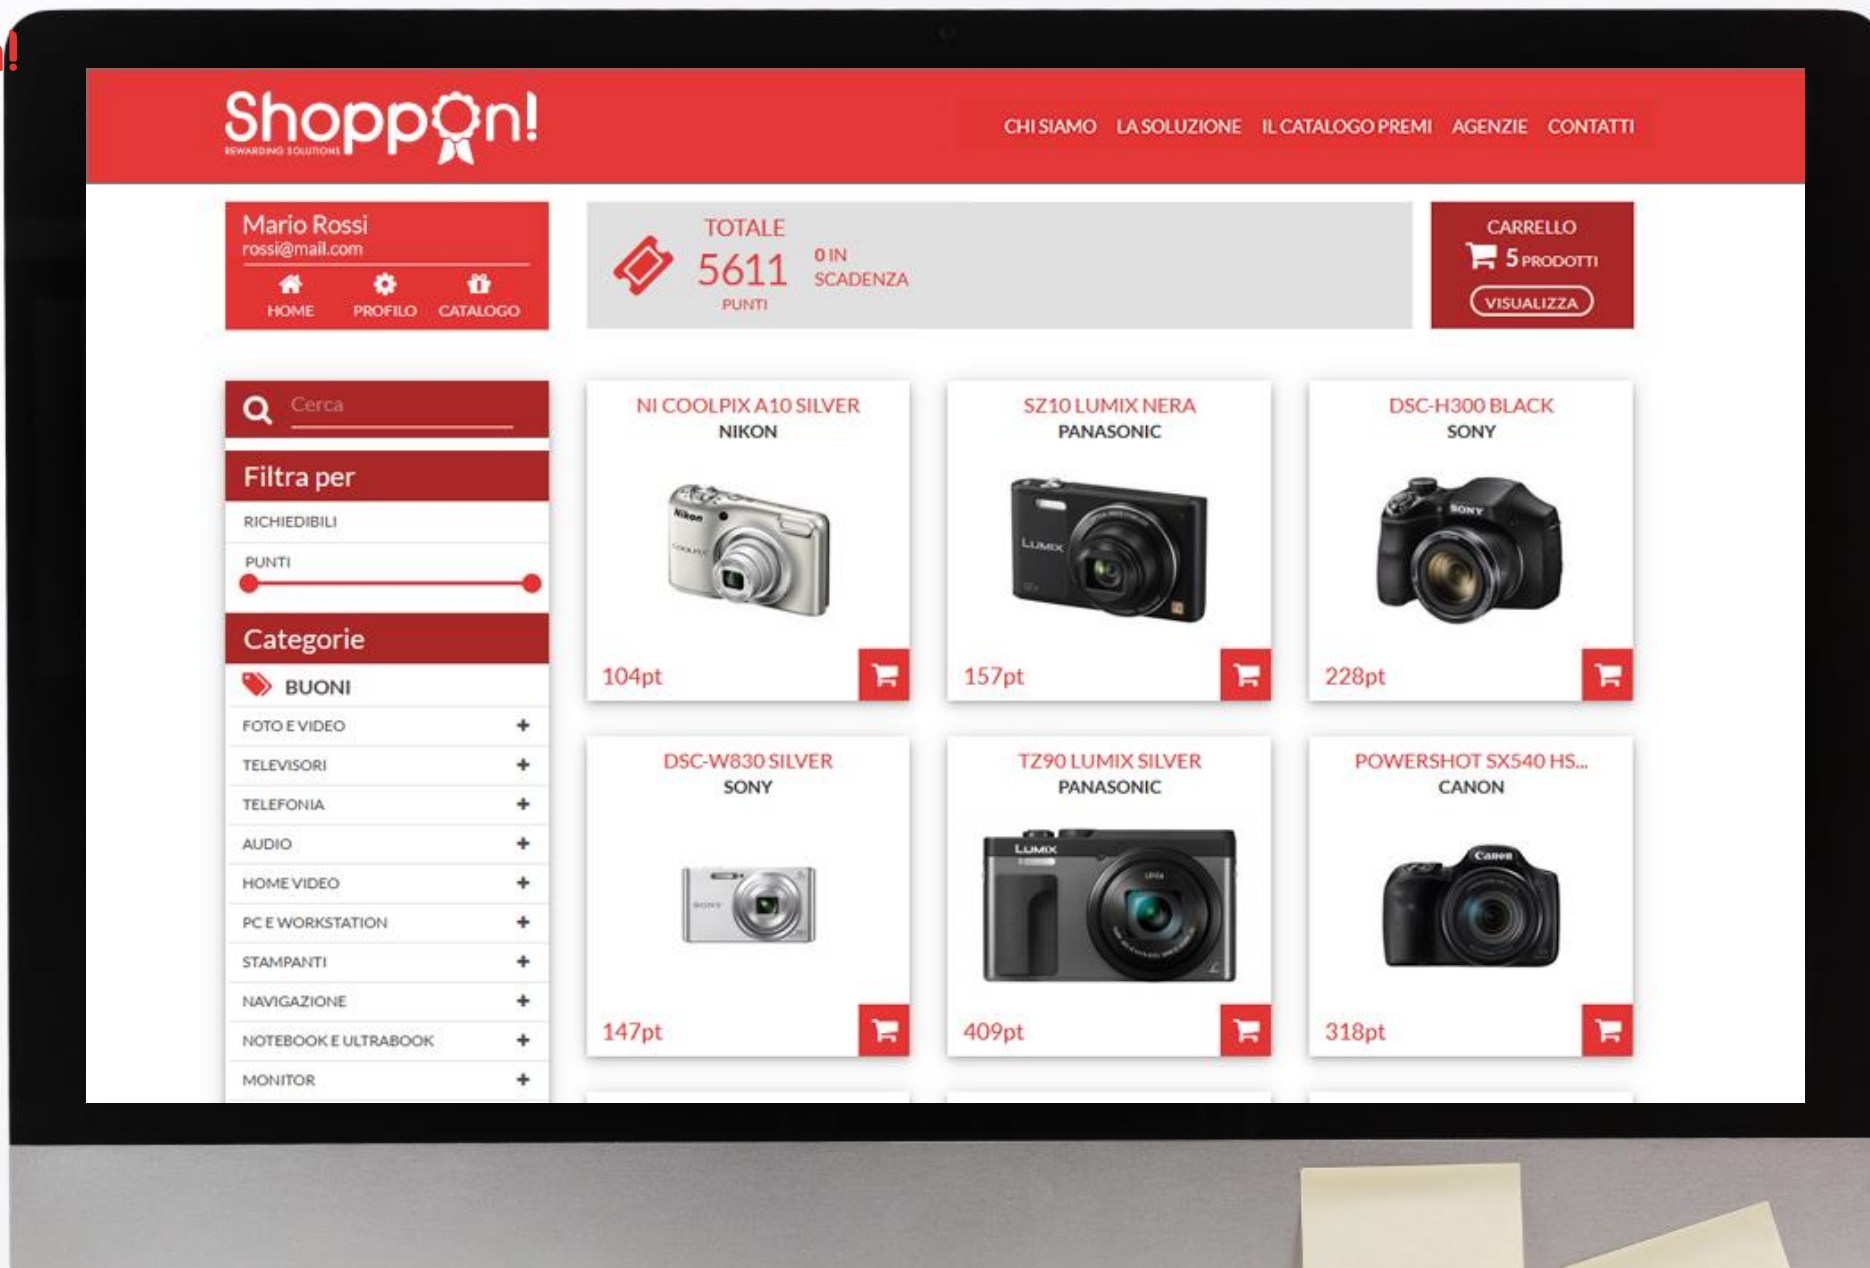 !
ShoppOn!
REWARDING SOLUTIONS
CHI SIAMO LA SOLUZIONE IL CATALOGO PREMI AGENZIE CONTATTI
Mario Rossi
rossi@mail.com
HOME PROFILO CATALOGO
TOTALE
5611
PUNTI
0 IN
SCADENZA
CARRELLO
5 PRODOTTI
VISUALIZZA
Cerca
Filtra per
RICHIEDIBILI
PUNTI
Categorie
BUONI
FOTO E VIDEO +
TELEVISORI +
TELEFONIA +
AUDIO +
HOME VIDEO +
PC E WORKSTATION +
STAMPANTI +
NAVIGAZIONE +
NOTEBOOK E ULTRABOOK +
MONITOR +
NI COOLPIX A10 SILVER
NIKON
Nikon
COOLPIX
104pt
SZ10 LUMIX NERA
PANASONIC
LUMIX
157pt
DSC-H300 BLACK
SONY
SONY
228pt
DSC-W830 SILVER
SONY
SONY
147pt
TZ90 LUMIX SILVER
PANASONIC
LUMIX
LEICA
409pt
POWERSHOT SX540 HS...
CANON
Canon
318pt